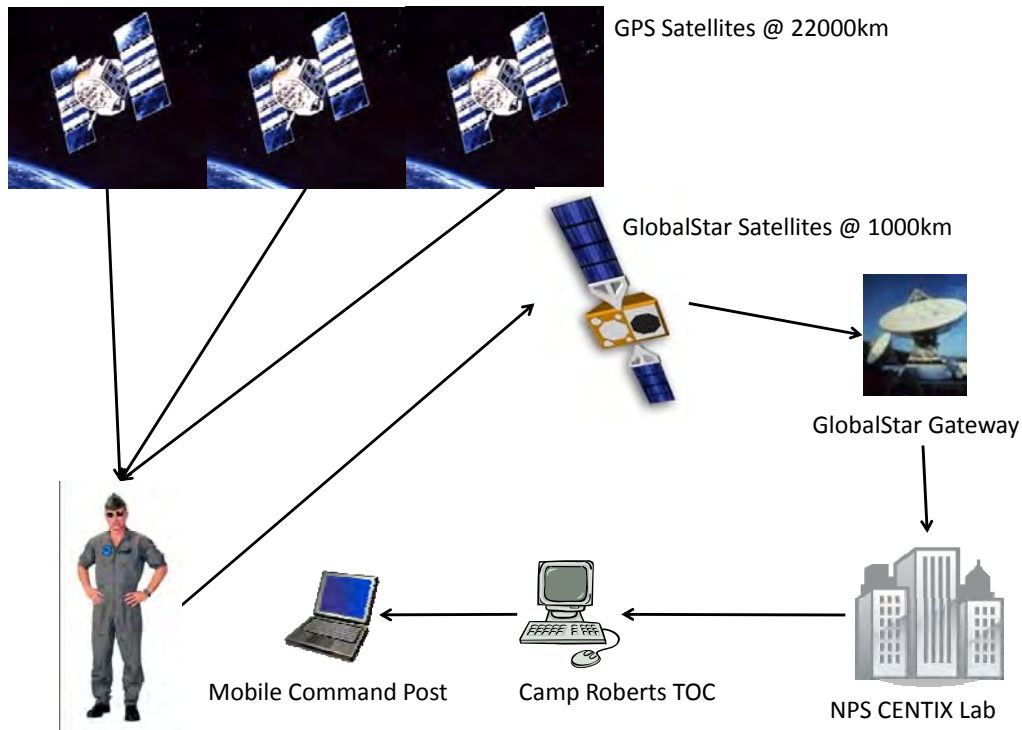 GPS Satellites @ 22000km
GlobalStar Satellites @ 1000km
GlobalStar Gateway
Mobile Command Post
Camp Roberts TOC
NPS CENTIX Lab